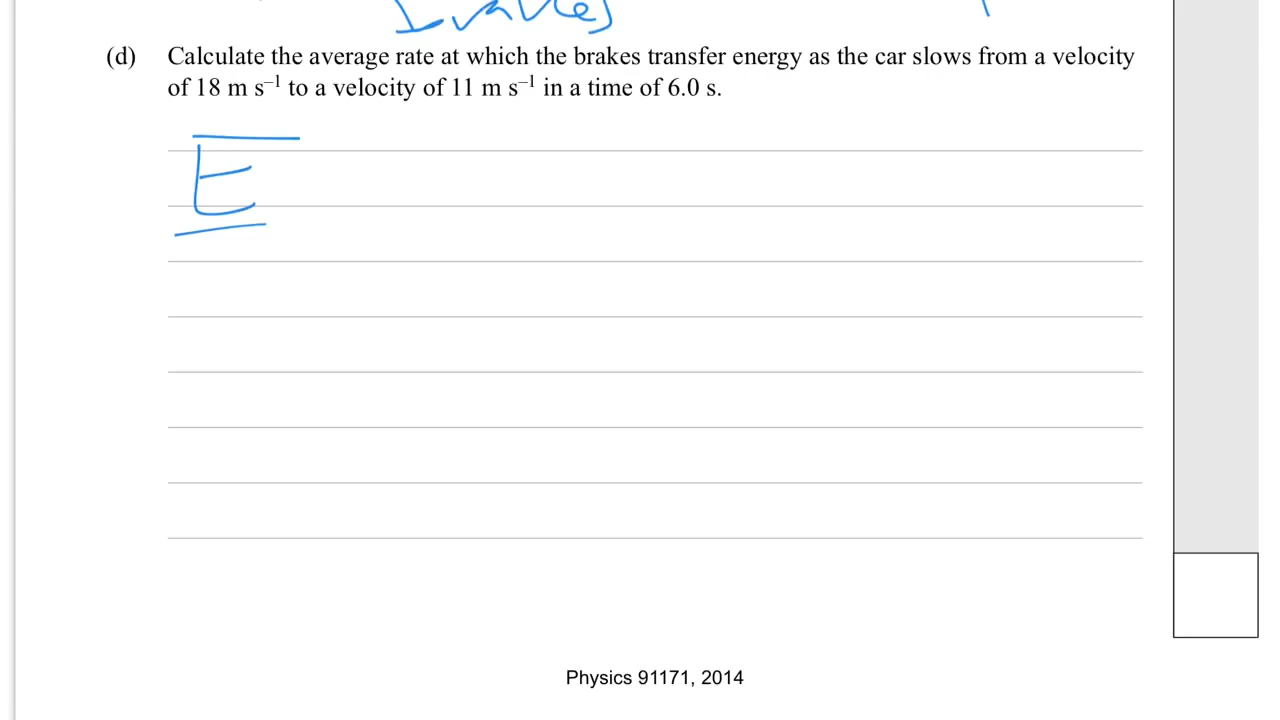 (d) Calculate the average rate at which the brakes transfer energy as the car slows from a velocity
of 18 m s⁻¹ to a velocity of 11 m s⁻¹ in a time of 6.0 s.
E
Physics 91171, 2014